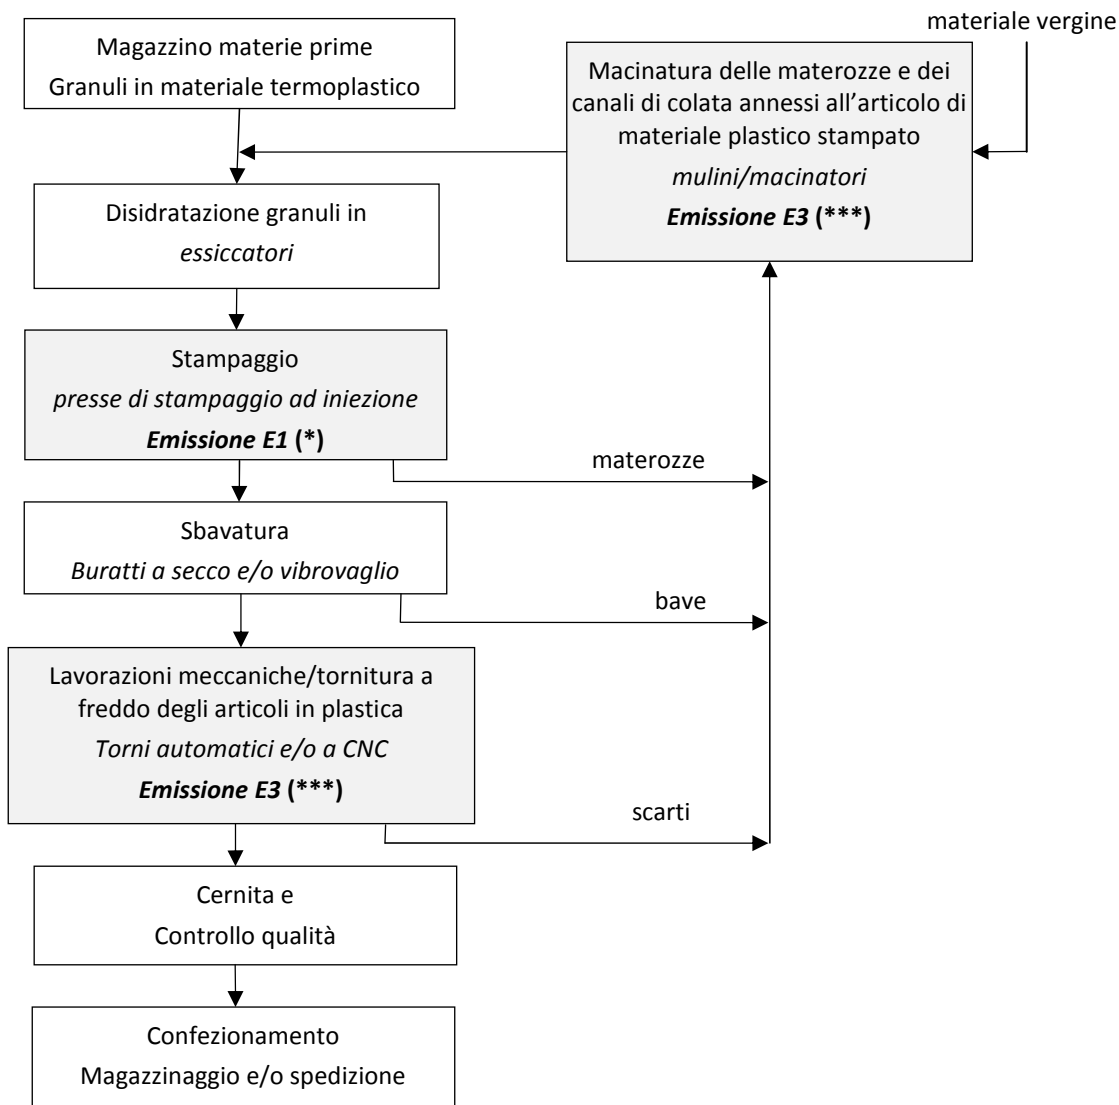 materiale vergine
Magazzino materie prime
Granuli in materiale termoplastico
Macinatura delle materozze e dei
canali di colata annessi all’articolo di
materiale plastico stampato
mulini/macinatori
Emissione E3 (***)
Disidratazione granuli in
essiccatori
Stampaggio
presse di stampaggio ad iniezione
Emissione E1 (*)
materozze
Sbavatura
Buratti a secco e/o vibrovaglio
bave
Lavorazioni meccaniche/tornitura a
freddo degli articoli in plastica
Torni automatici e/o a CNC
Emissione E3 (***)
scarti
Cernita e
Controllo qualità
Confezionamento
Magazzinaggio e/o spedizione